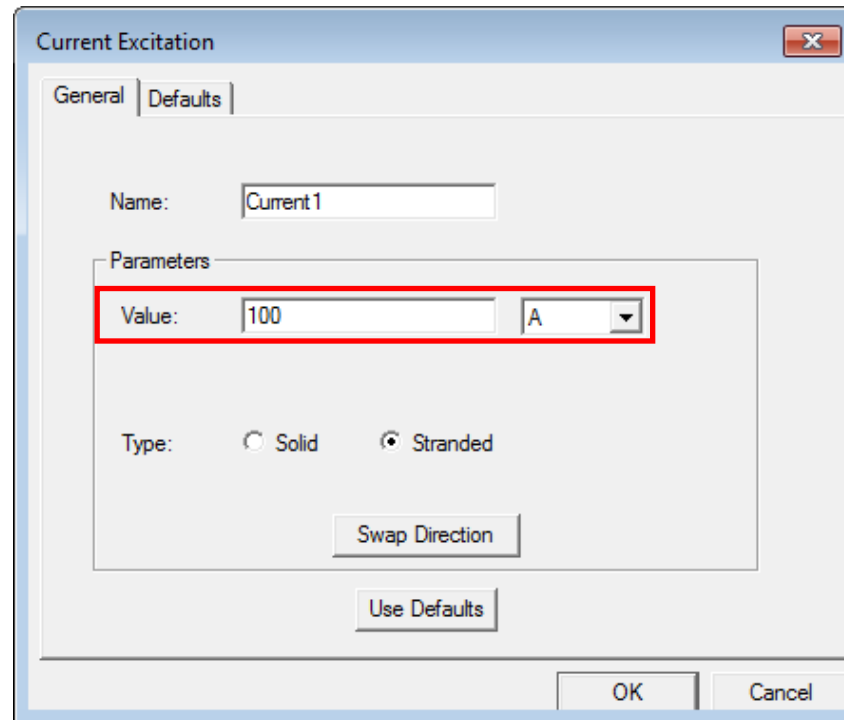 Current Excitation
General Defaults
Name: Current1
Parameters
Value: 100 A
Type: Solid Stranded
Swap Direction
Use Defaults
OK Cancel